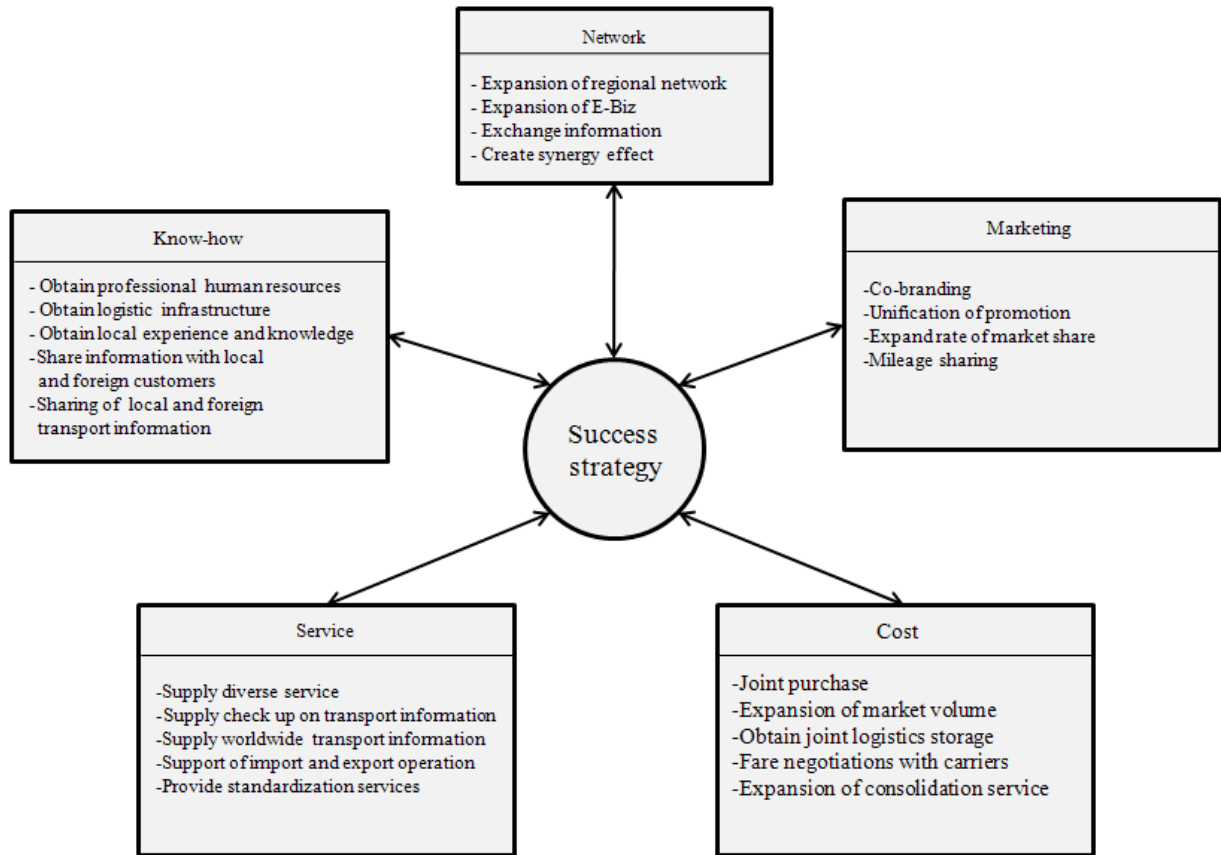 Network
- Expansion of regional network
- Expansion of E-Biz
- Exchange information
- Create synergy effect
Know-how
- Obtain professional human resources
- Obtain logistic infrastructure
- Obtain local experience and knowledge
-Share information with local
and foreign customers
-Sharing of local and foreign
transport information
Marketing
-Co-branding
-Unification of promotion
-Expand rate of market share
-Mileage sharing
Success
strategy
Service
-Supply diverse service
-Supply check up on transport information
-Supply worldwide transport information
-Support of import and export operation
-Provide standardization services
Cost
-Joint purchase
-Expansion of market volume
-Obtain joint logistics storage
-Fare negotiations with carriers
-Expansion of consolidation service